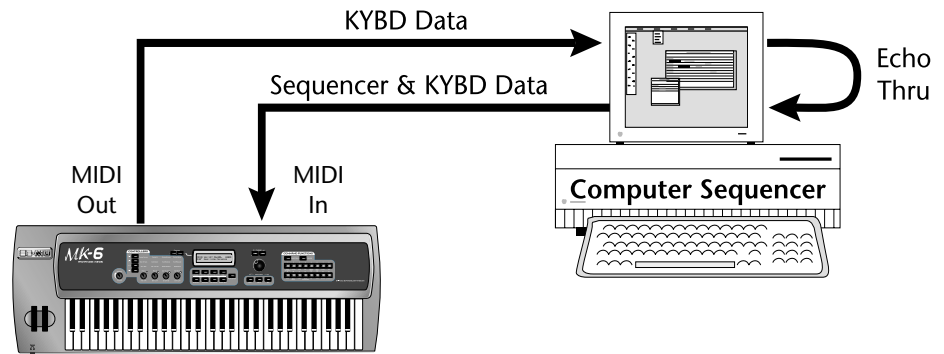 KYBD Data
Sequencer & KYBD Data
Echo
Thru
MIDI
Out
MIDI
In
Computer Sequencer
MK-6